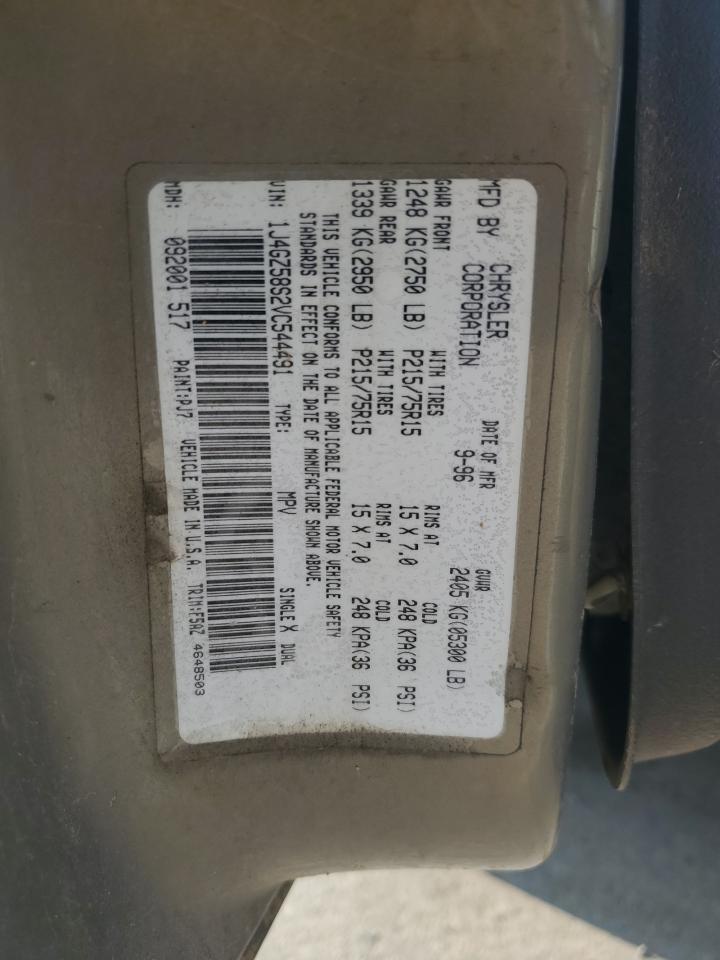 MFD BY CHRYSLER CORPORATION DATE OF MFR 9-96 GVWR 2405 KG(05300 LB)
GAWR FRONT WITH TIRES RIMS AT COLD
1248 KG(2750 LB) P215/75R15 15 X 7.0 248 KPA(36 PSI)
GAWR REAR WITH TIRES RIMS AT COLD
1339 KG(2950 LB) P215/75R15 15 X 7.0 248 KPA(36 PSI)
THIS VEHICLE CONFORMS TO ALL APPLICABLE FEDERAL MOTOR VEHICLE SAFETY
STANDARDS IN EFFECT ON THE DATE OF MANUFACTURE SHOWN ABOVE.
VIN: 1J4GZ58S2VC544491 TYPE: MPV SINGLE X DUAL
MDH: 092001 517 PAINT:PJ7 VEHICLE MADE IN U.S.A. TRIM:F5AZ 4648503